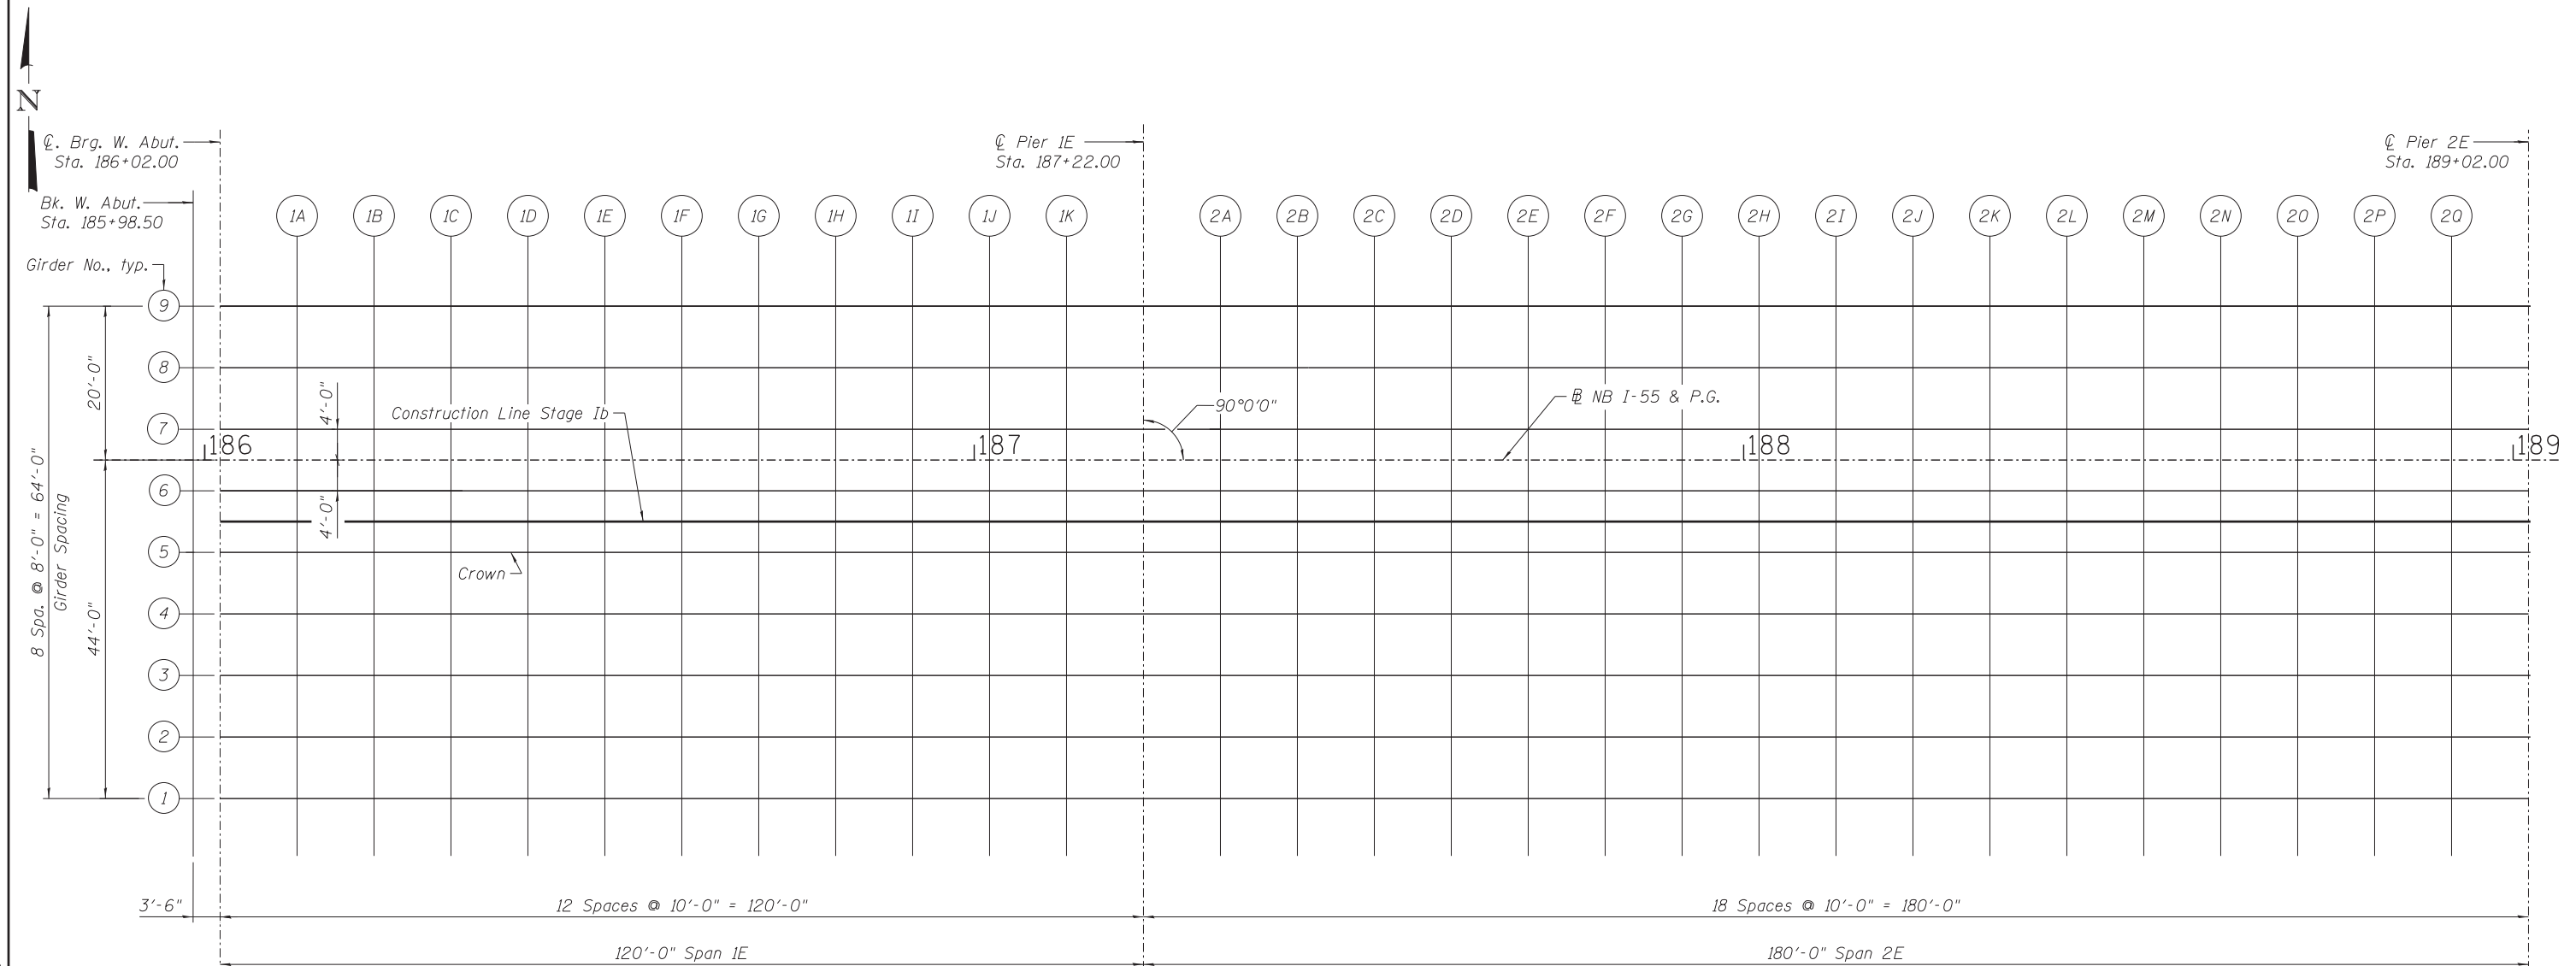 N
℄. Brg. W. Abut.
Sta. 186+02.00
℄ Pier 1E
Sta. 187+22.00
℄ Pier 2E
Sta. 189+02.00
Bk. W. Abut.
Sta. 185+98.50
1A 1B 1C 1D 1E 1F 1G 1H 1I 1J 1K 2A 2B 2C 2D 2E 2F 2G 2H 2I 2J 2K 2L 2M 2N 2O 2P 2Q
Girder No., typ.
9
8
7
6
5
4
3
2
1
8 Spa. @ 8'-0" = 64'-0"
Girder Spacing
20'-0"
44'-0"
4'-0"
4'-0"
Construction Line Stage Ib
90°0'0"
℄ NB I-55 & P.G.
186 187 188 189
Crown
3'-6"
12 Spaces @ 10'-0" = 120'-0"
18 Spaces @ 10'-0" = 180'-0"
120'-0" Span 1E
180'-0" Span 2E